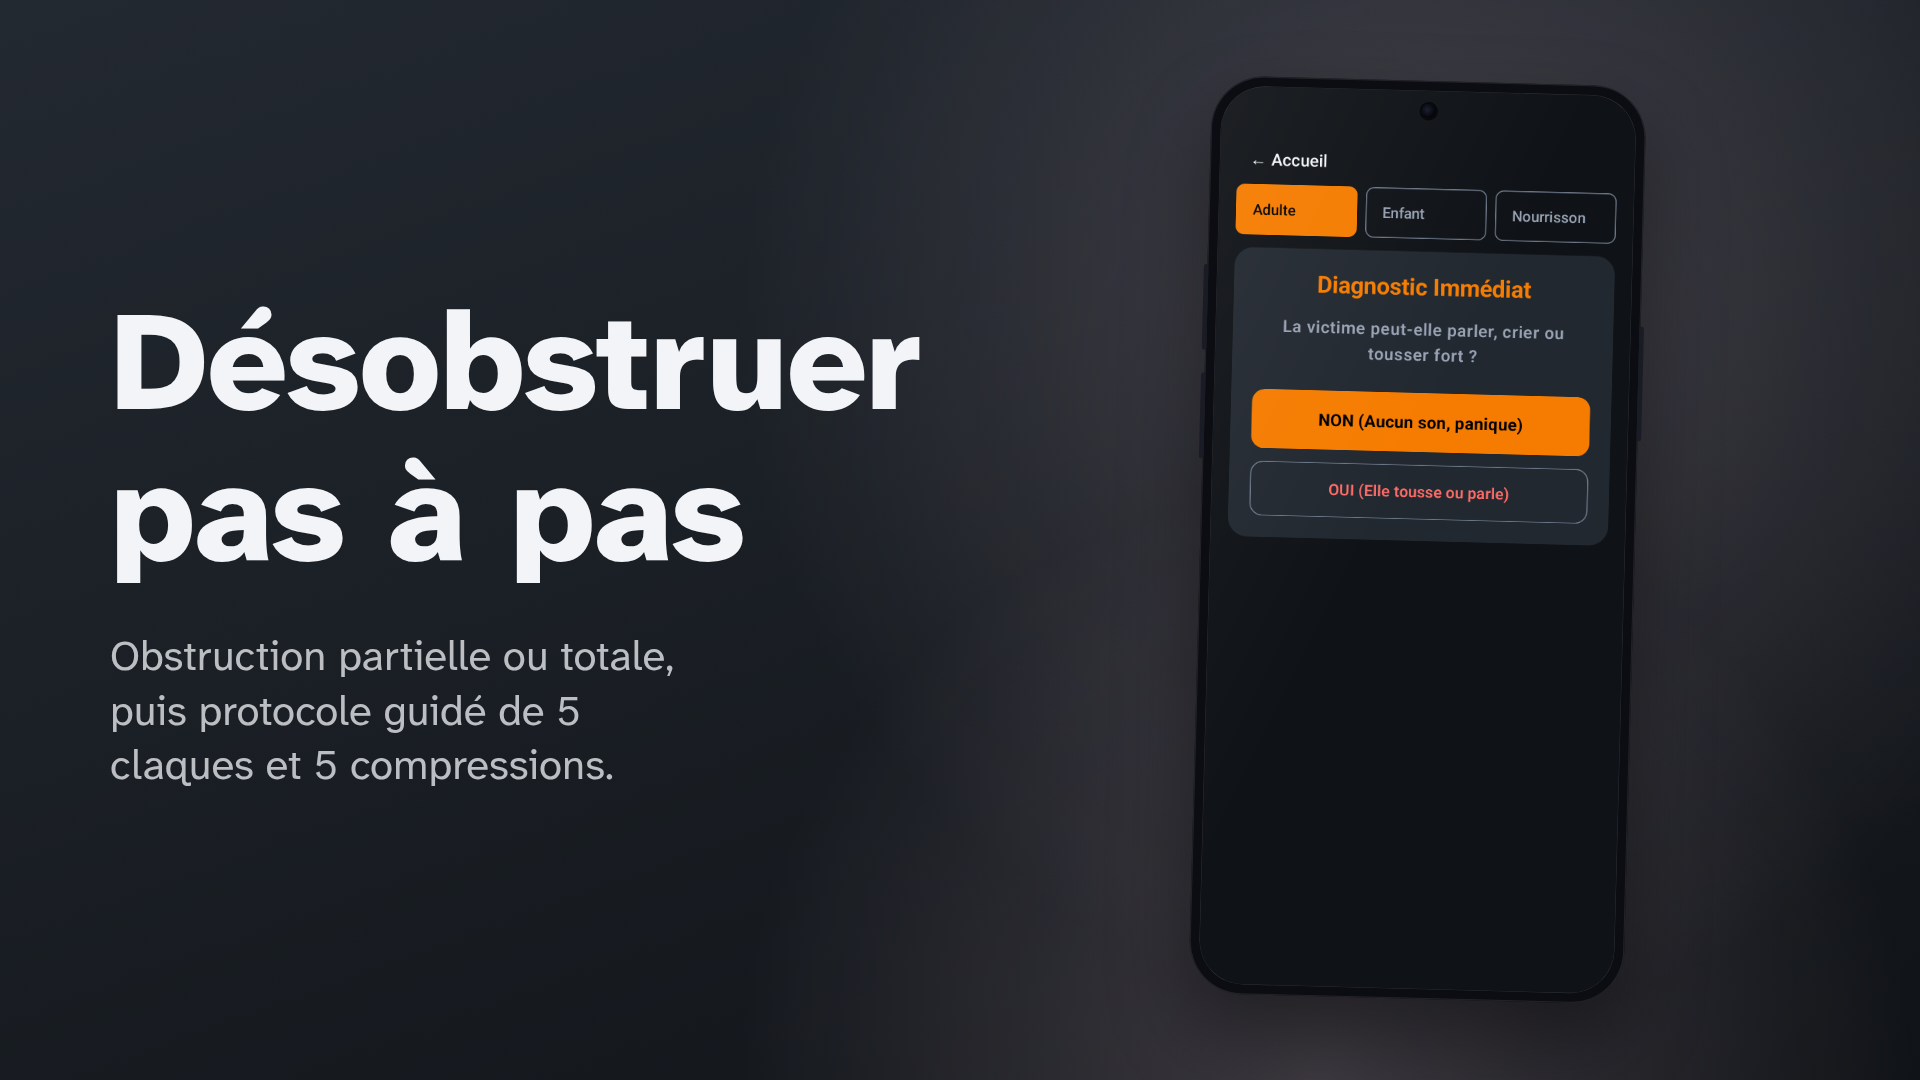 Désobstruer
pas à pas
Obstruction partielle ou totale,
puis protocole guidé de 5
claques et 5 compressions.
← Accueil
Adulte
Enfant
Nourrisson
Diagnostic Immédiat
La victime peut-elle parler, crier ou
tousser fort ?
NON (Aucun son, panique)
OUI (Elle tousse ou parle)